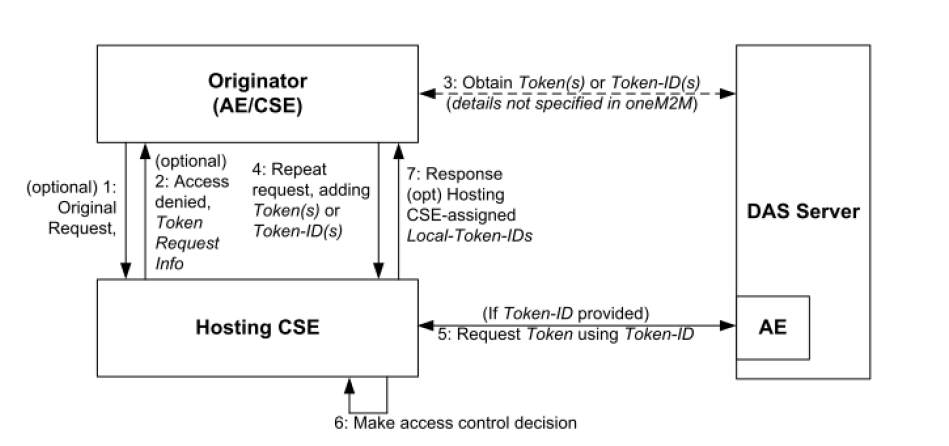 Originator
(AE/CSE)
3: Obtain Token(s) or Token-ID(s)
(details not specified in oneM2M)
(optional) 1:
Original
Request,
(optional)
2: Access
denied,
Token
Request
Info
4: Repeat
request, adding
Token(s) or
Token-ID(s)
7: Response
(opt) Hosting
CSE-assigned
Local-Token-IDs
DAS Server
Hosting CSE
(If Token-ID provided)
5: Request Token using Token-ID
AE
6: Make access control decision